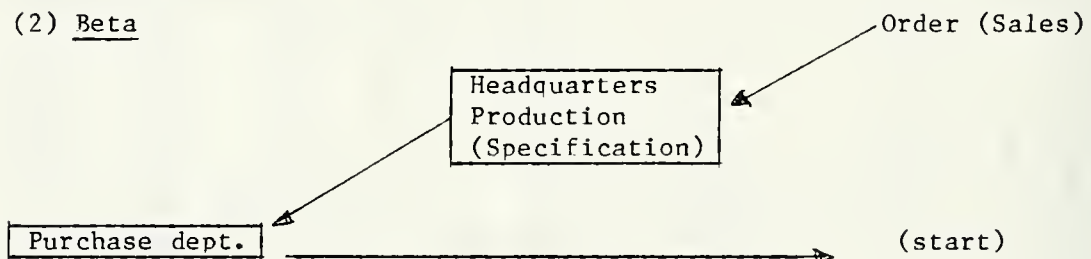 (2) Beta
Order (Sales)
Headquarters
Production
(Specification)
Purchase dept.
(start)